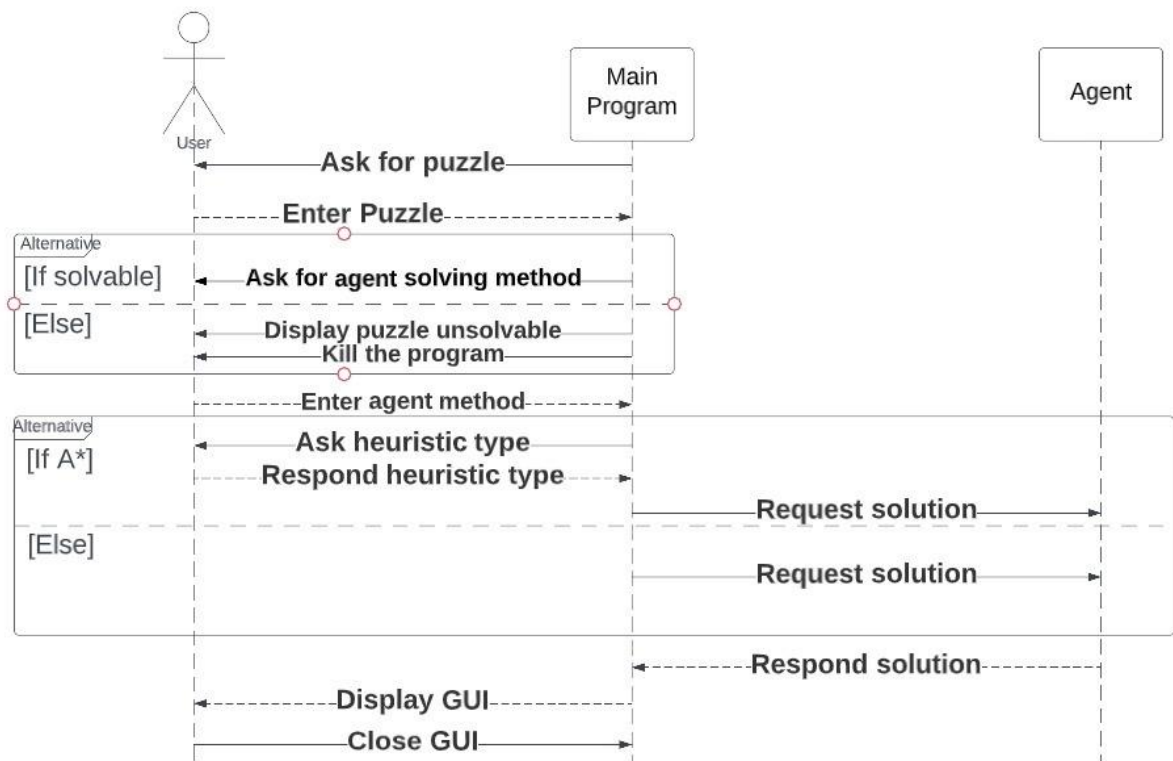 Main
Program
Agent
User
Ask for puzzle
Enter Puzzle
Alternative
[If solvable]
Ask for agent solving method
[Else]
Display puzzle unsolvable
Kill the program
Enter agent method
Alternative
Ask heuristic type
[If A*]
Respond heuristic type
Request solution
[Else]
Request solution
Respond solution
Display GUI
Close GUI